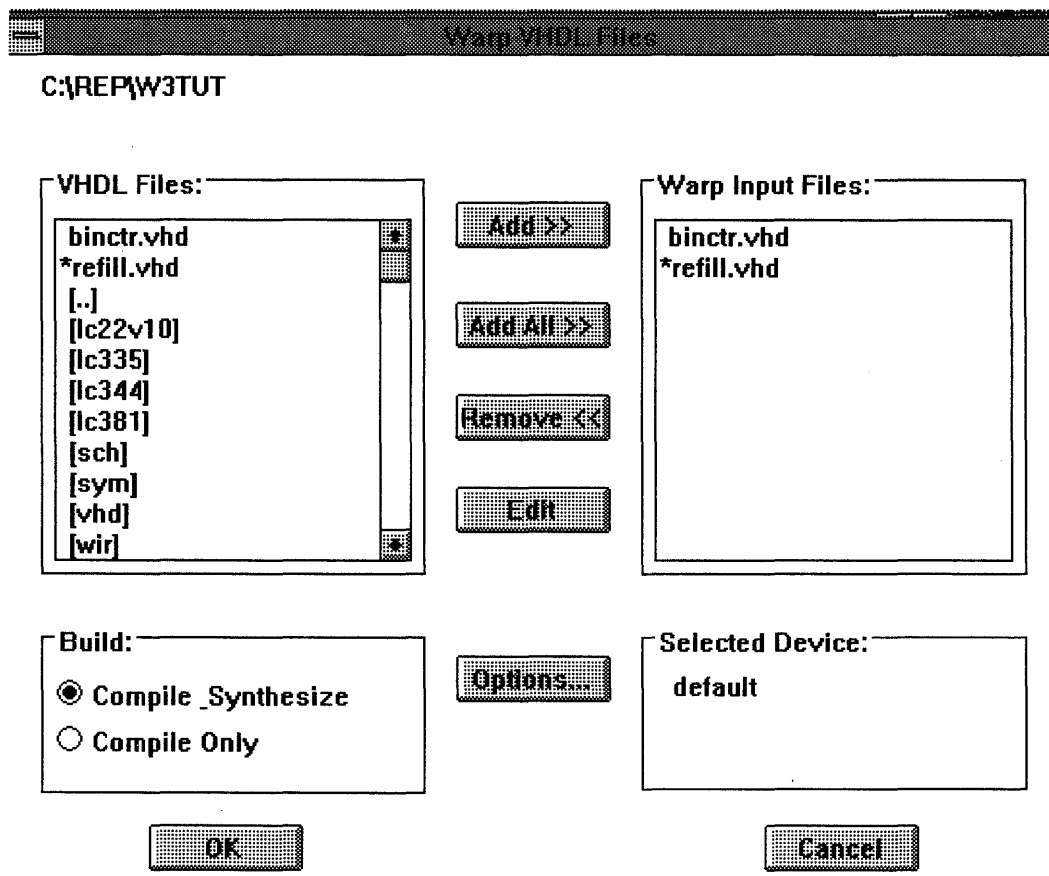 Warp VHDL Files
C:\REP\W3TUT
VHDL Files:
binctr.vhd
*refill.vhd
[..]
[lc22v10]
[lc335]
[lc344]
[lc381]
[sch]
[sym]
[vhd]
[wir]
Add >>
Add All >>
Remove <<
Edit
Warp Input Files:
binctr.vhd
*refill.vhd
Build:
Compile _Synthesize
Compile Only
Options...
Selected Device:
default
OK
Cancel